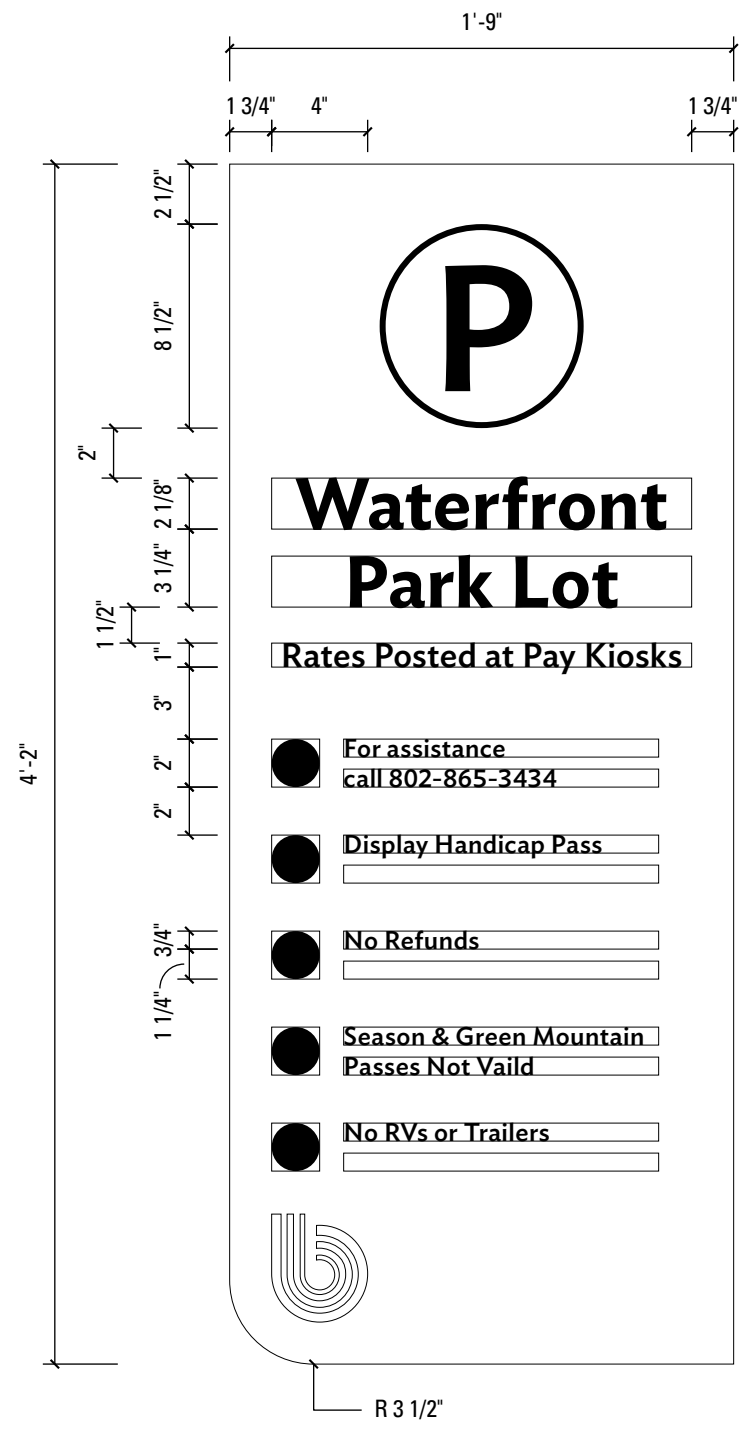 1'-9"
1 3/4" 4" 1 3/4"
2 1/2"
8 1/2"
P
2"
2 1/8"
Waterfront
3 1/4"
Park Lot
1 1/2"
1"
Rates Posted at Pay Kiosks
3"
4'-2"
2"
For assistance
call 802-865-3434
2"
Display Handicap Pass
3/4"
No Refunds
1 1/4"
Season & Green Mountain
Passes Not Vaild
No RVs or Trailers
b
R 3 1/2"